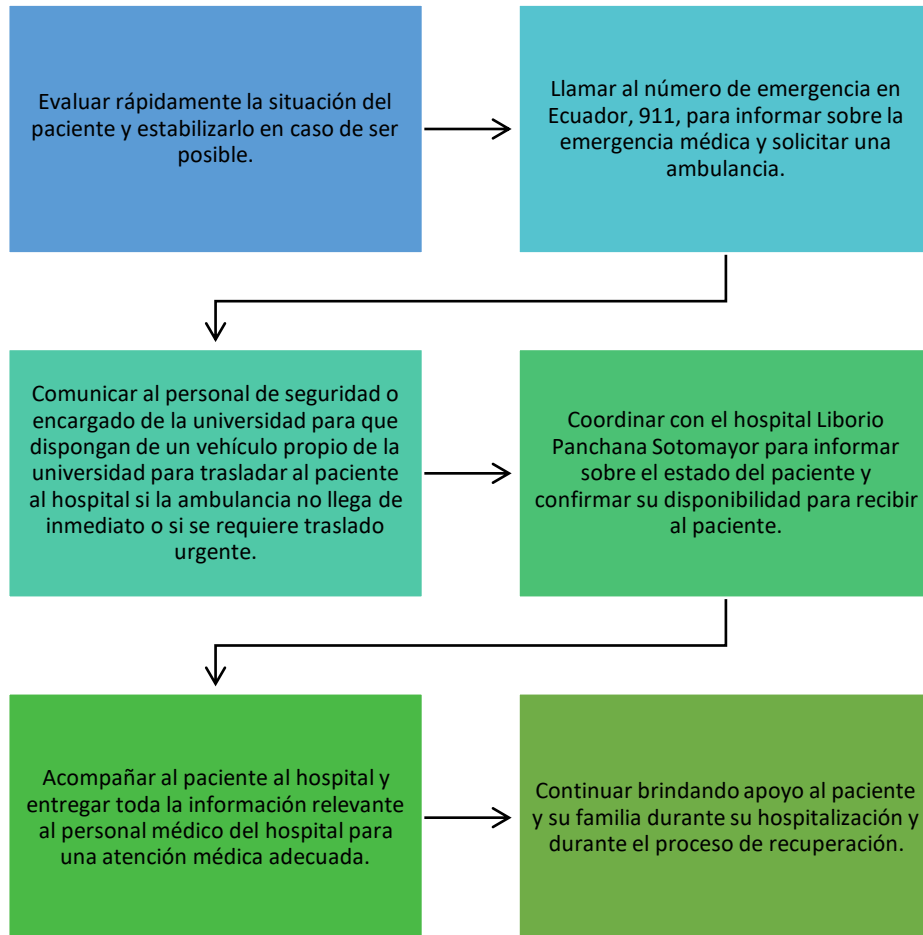 Evaluar rápidamente la situación del
paciente y estabilizarlo en caso de ser
posible.
Llamar al número de emergencia en
Ecuador, 911, para informar sobre la
emergencia médica y solicitar una
ambulancia.
Comunicar al personal de seguridad o
encargado de la universidad para que
dispongan de un vehículo propio de la
universidad para trasladar al paciente
al hospital si la ambulancia no llega de
inmediato o si se requiere traslado
urgente.
Coordinar con el hospital Liborio
Panchana Sotomayor para informar
sobre el estado del paciente y
confirmar su disponibilidad para recibir
al paciente.
Acompañar al paciente al hospital y
entregar toda la información relevante
al personal médico del hospital para
una atención médica adecuada.
Continuar brindando apoyo al paciente
y su familia durante su hospitalización y
durante el proceso de recuperación.